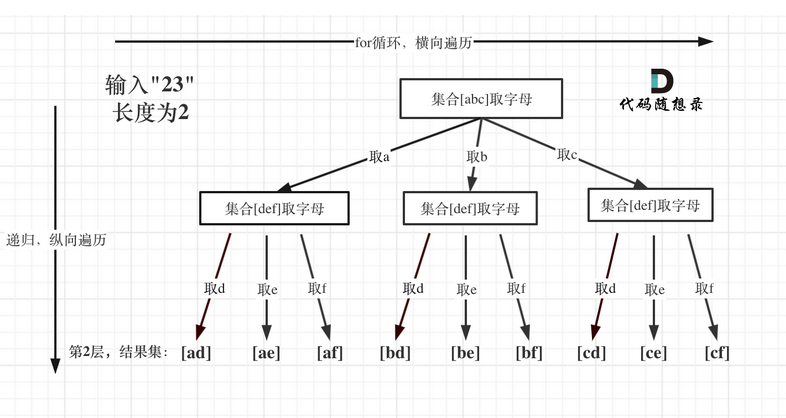 for循环，横向遍历
输入"23"
长度为2
集合[abc]取字母
代码随想录
取a
取b
取c
集合[def]取字母
集合[def]取字母
集合[def]取字母
递归，纵向遍历
取d
取e
取f
取d
取e
取f
取d
取e
取f
第2层，结果集：
[ad]
[ae]
[af]
[bd]
[be]
[bf]
[cd]
[ce]
[cf]